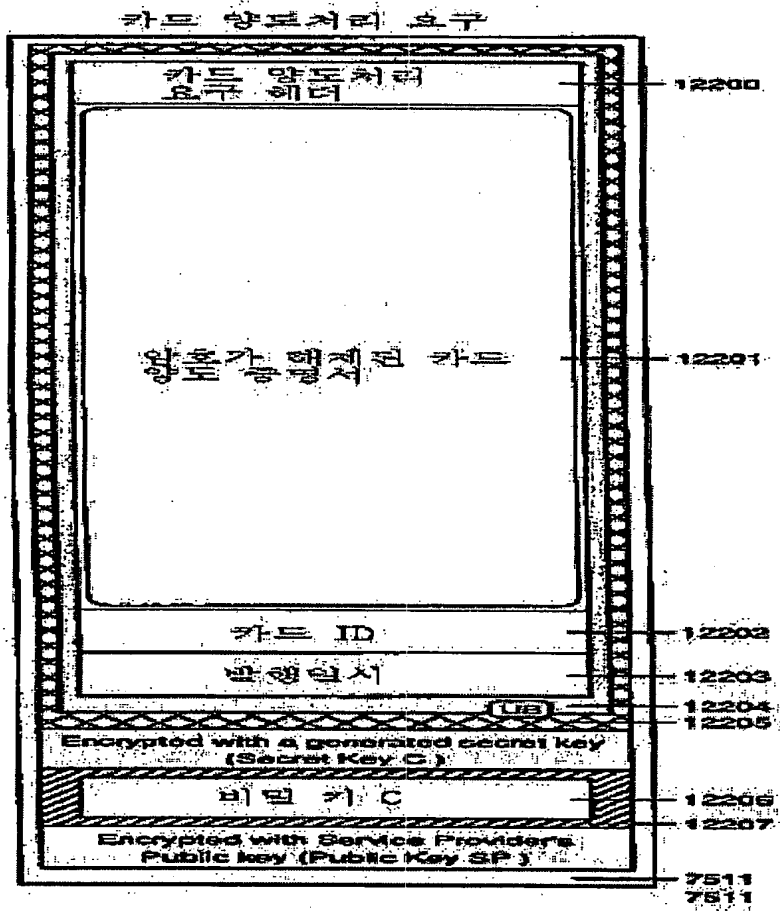 카드 양도처리 요구
카드 양도처리
요구 헤더
12200
암호가 해제된 카드
양도 증명서
12201
카드 ID
12202
발행일시
12203
UB
12204
12205
Encrypted with a generated secret key
(Secret Key C)
비밀 키 C
12206
12207
Encrypted with Service Provider's
Public key (Public Key SP)
7511
7511